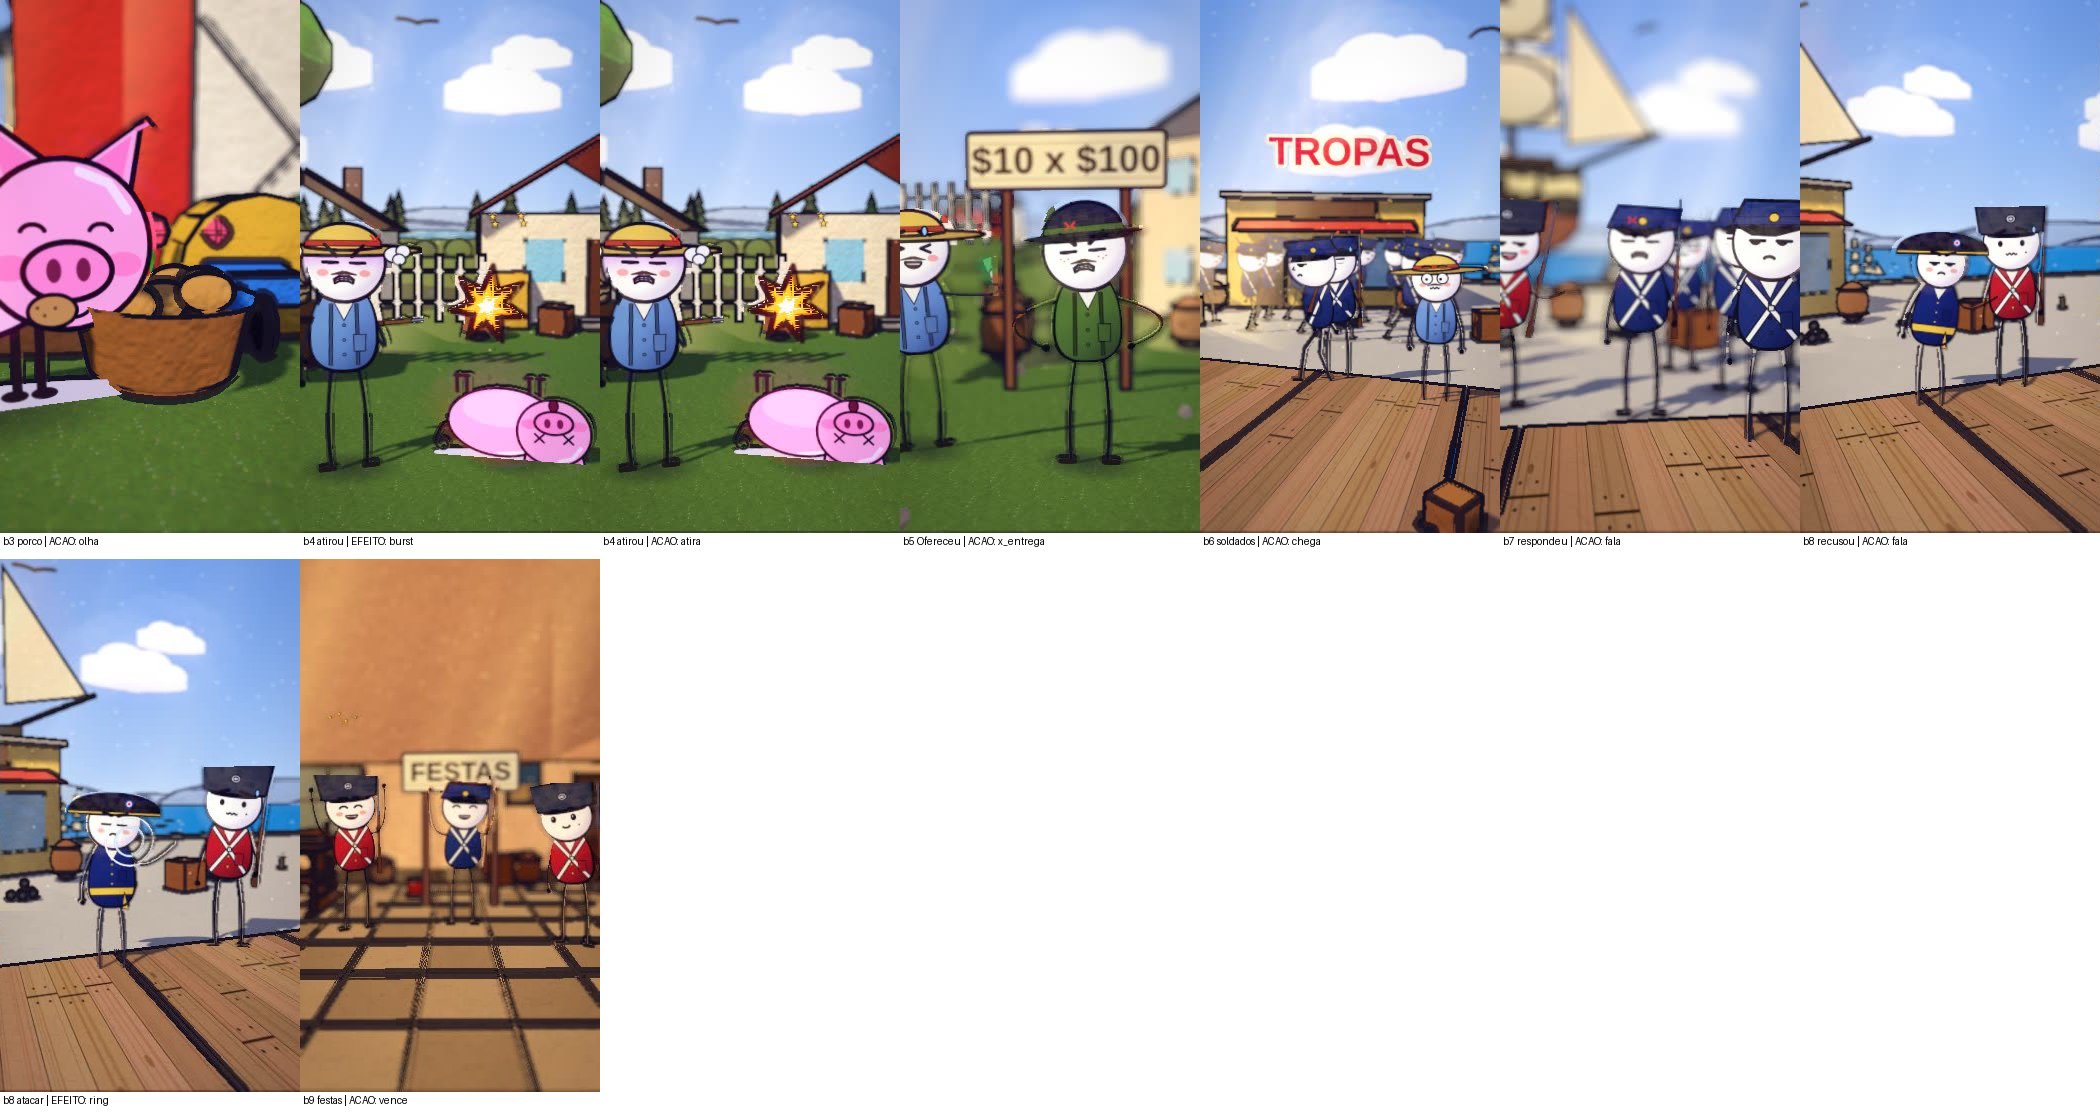 $10 x $100
TROPAS
b3 porco | ACAO: olha
b4 atirou | EFEITO: burst
b4 atirou | ACAO: atira
b5 Ofereceu | ACAO: x_entrega
b6 soldados | ACAO: chega
b7 respondeu | ACAO: fala
b8 recusou | ACAO: fala
FESTAS
b8 atacar | EFEITO: ring
b9 festas | ACAO: vence